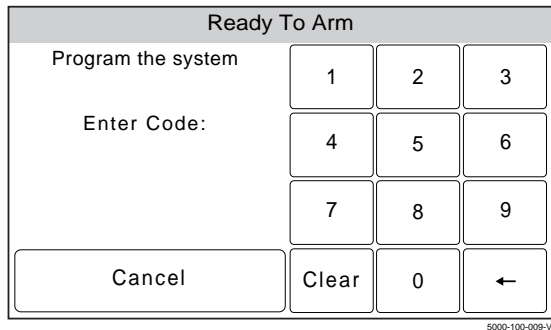 Ready To Arm
Program the system
1 2 3
Enter Code:
4 5 6
7 8 9
Cancel Clear 0 ←
5000-100-009-V